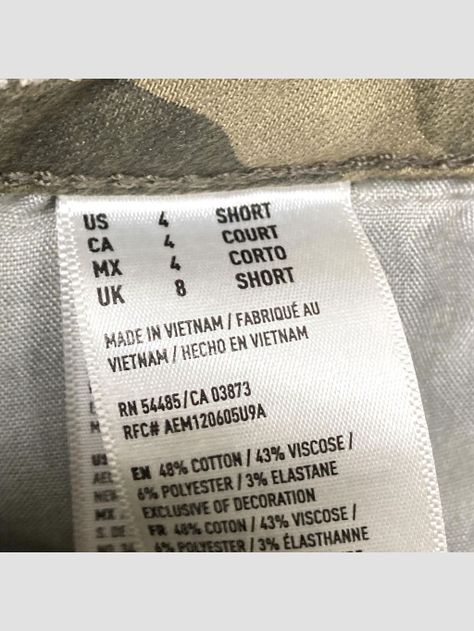 US 4 SHORT
CA 4 COURT
MX 4 CORTO
UK 8 SHORT
MADE IN VIETNAM / FABRIQUÉ AU
VIETNAM / HECHO EN VIETNAM
RN 54485/CA 03873
RFC# AEM120605U9A
EN 48% COTTON / 43% VISCOSE /
6% POLYESTER / 3% ELASTANE
EXCLUSIVE OF DECORATION
FR 48% COTON / 43% VISCOSE /
6% POLYESTER / 3% ÉLASTHANNE